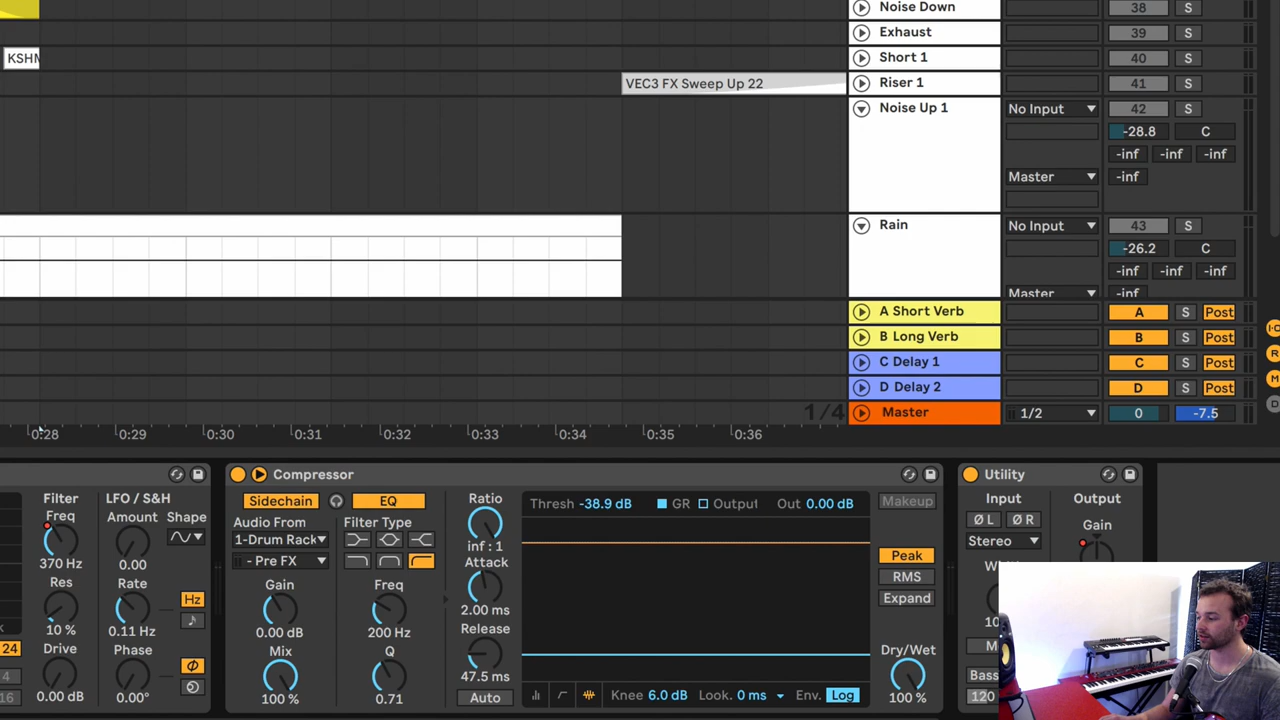 Noise Down 38 S
Exhaust 39 S
KSHM Short 1 40 S
VEC3 FX Sweep Up 22 Riser 1 41 S
Noise Up 1 No Input 42 S
-28.8 C
-inf -inf -inf
Master -inf
Rain No Input 43 S
-26.2 C
-inf -inf -inf
Master -inf
A Short Verb A S Post
B Long Verb B S Post
C Delay 1 C S Post
D Delay 2 D S Post
1/4 Master 1/2 0 -7.5
0:28 0:29 0:30 0:31 0:32 0:33 0:34 0:35 0:36
Filter
Freq
370 Hz
Res
10 %
Drive
0.00 dB
24
4
16
LFO / S&H
Amount Shape
0.00
Rate
Hz
0.11 Hz
Phase
0.00°
Compressor
Sidechain EQ
Audio From Filter Type
1-Drum Rack
- Pre FX
Gain Freq
0.00 dB 200 Hz
Mix Q
100 % 0.71
Ratio
inf : 1
Attack
2.00 ms
Release
47.5 ms
Auto
Thresh -38.9 dB GR Output Out 0.00 dB
Knee 6.0 dB Look. 0 ms Env. Log
Makeup
Peak
RMS
Expand
Dry/Wet
100 %
Utility
Input Output
Ø L Ø R Gain
Stereo
Bass
120